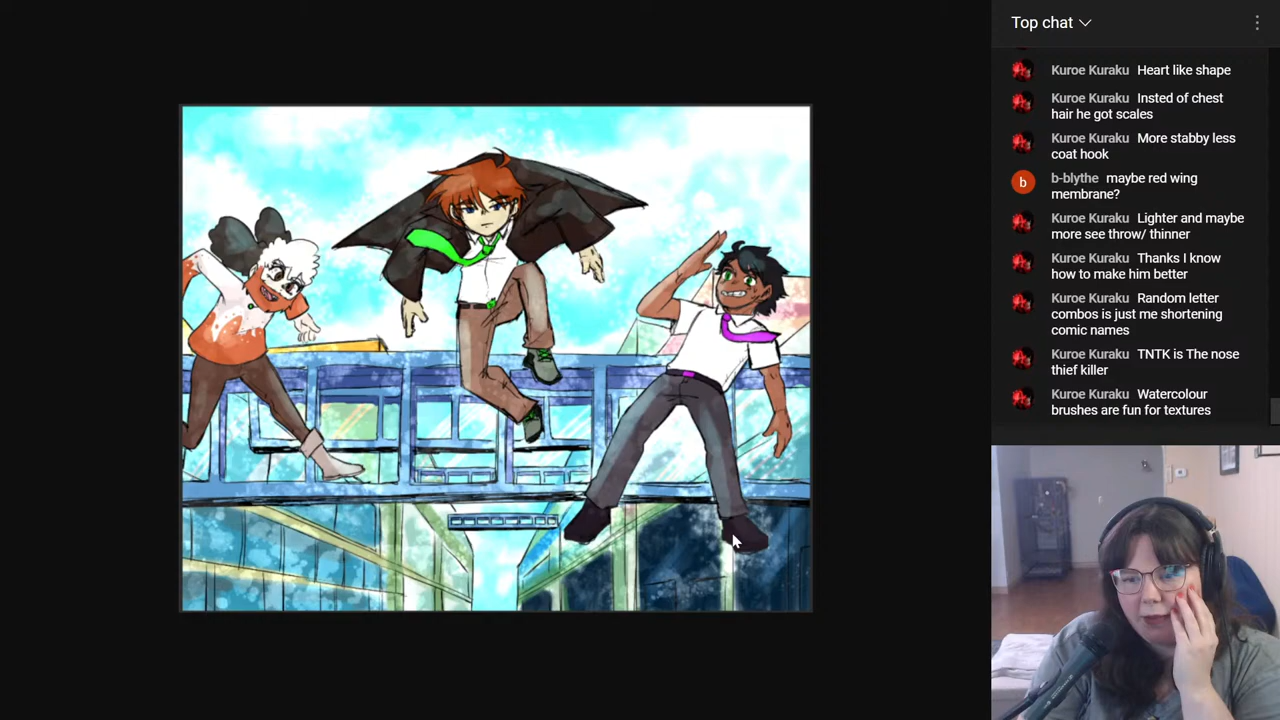 Top chat
Kuroe Kuraku Heart like shape
Kuroe Kuraku Insted of chest
hair he got scales
Kuroe Kuraku More stabby less
coat hook
b
b-blythe maybe red wing
membrane?
Kuroe Kuraku Lighter and maybe
more see throw/ thinner
Kuroe Kuraku Thanks I know
how to make him better
Kuroe Kuraku Random letter
combos is just me shortening
comic names
Kuroe Kuraku TNTK is The nose
thief killer
Kuroe Kuraku Watercolour
brushes are fun for textures